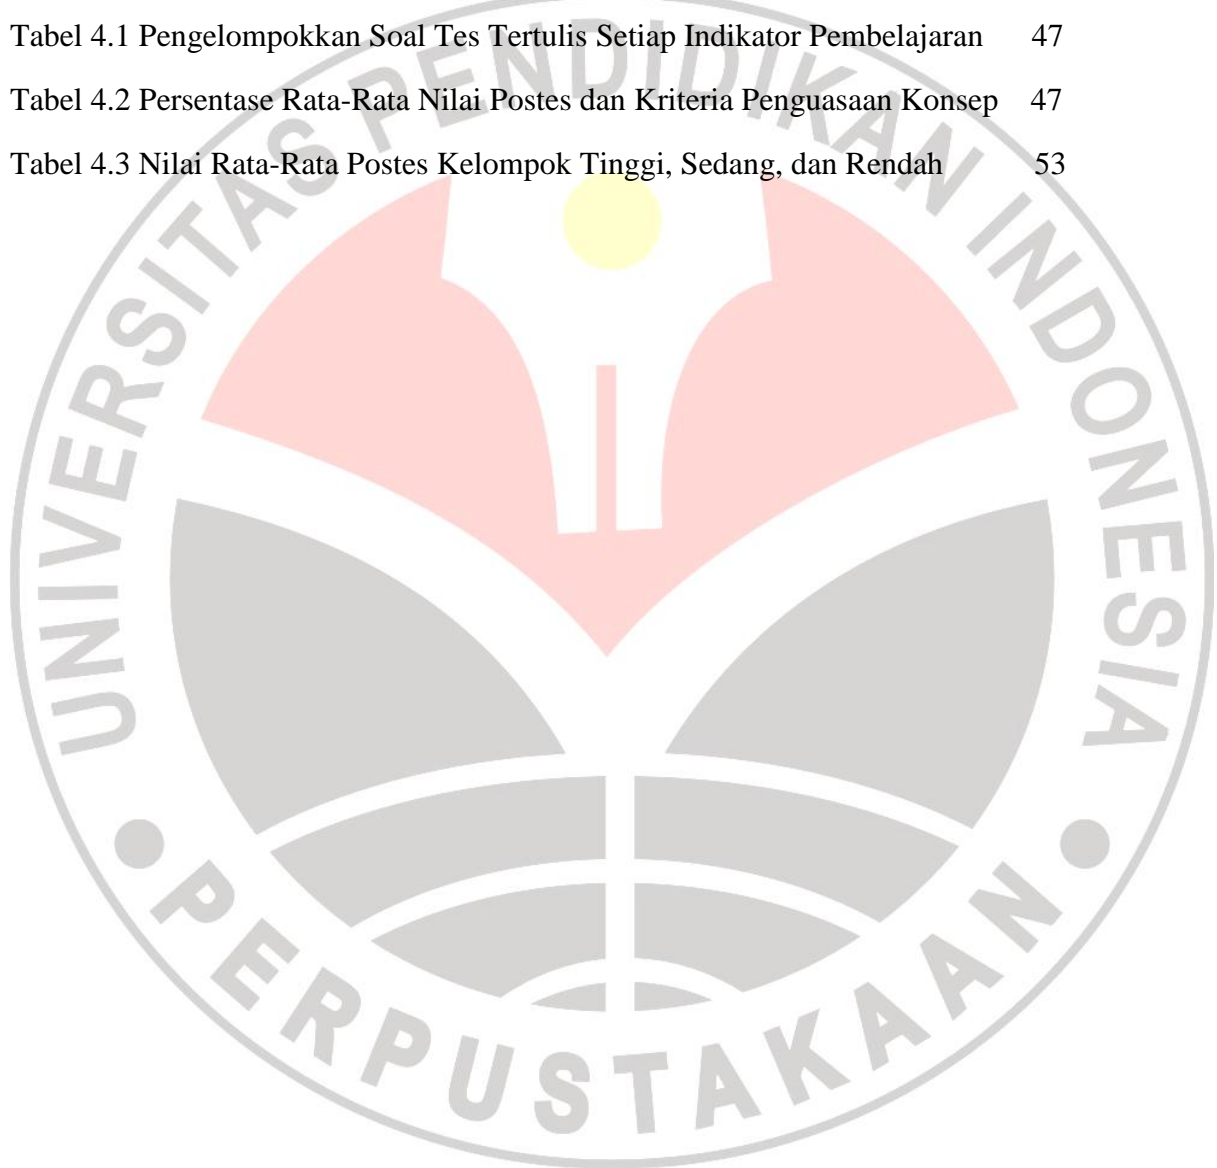 Tabel 4.1 Pengelompokkan Soal Tes Tertulis Setiap Indikator Pembelajaran 47
Tabel 4.2 Persentase Rata-Rata Nilai Postes dan Kriteria Penguasaan Konsep 47
Tabel 4.3 Nilai Rata-Rata Postes Kelompok Tinggi, Sedang, dan Rendah 53
UNIVERSITAS PENDIDIKAN INDONESIA
PERPUSTAKAAN